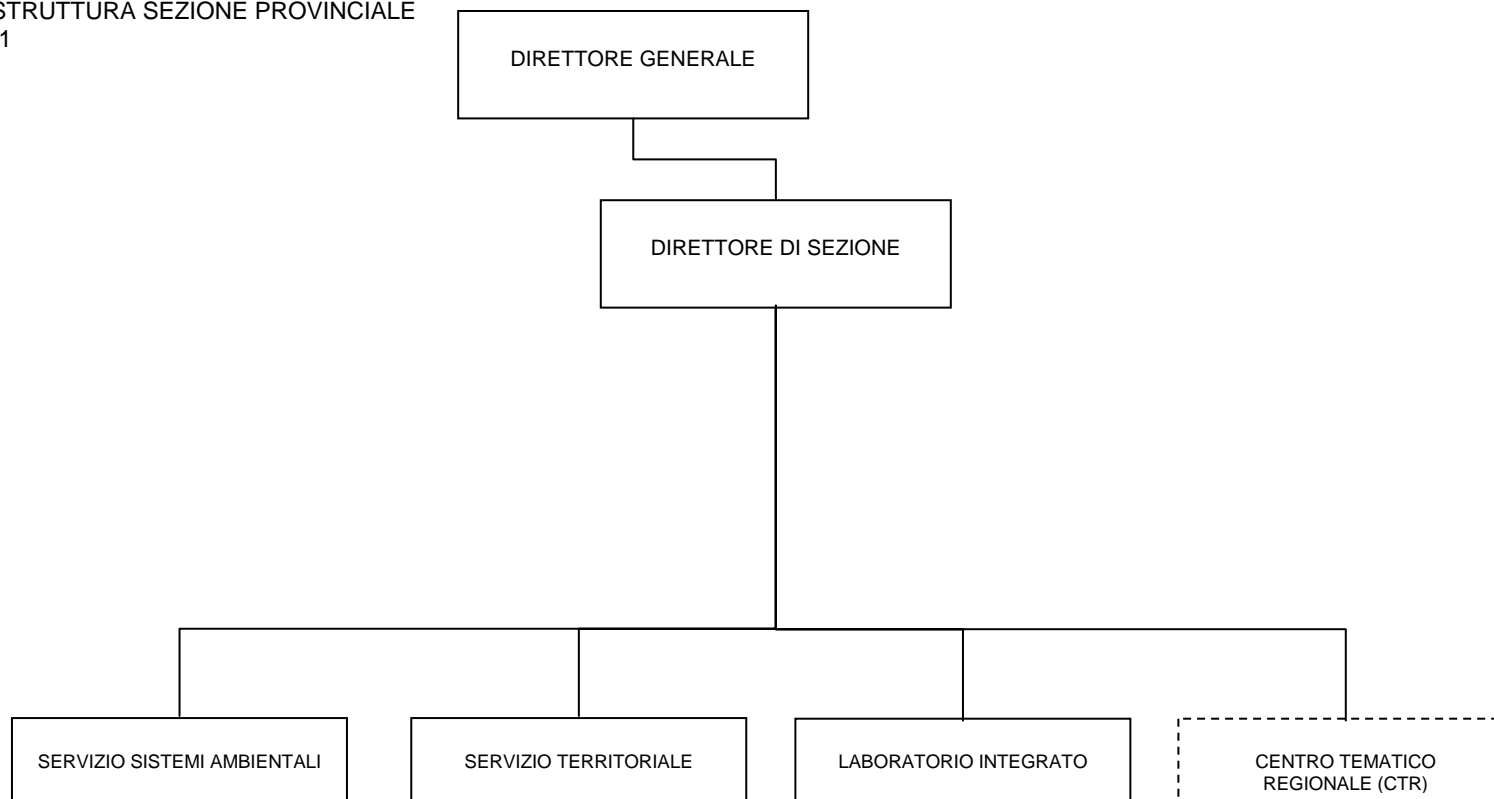 STRUTTURA SEZIONE PROVINCIALE
1
DIRETTORE GENERALE
DIRETTORE DI SEZIONE
SERVIZIO SISTEMI AMBIENTALI
SERVIZIO TERRITORIALE
LABORATORIO INTEGRATO
CENTRO TEMATICO
REGIONALE (CTR)